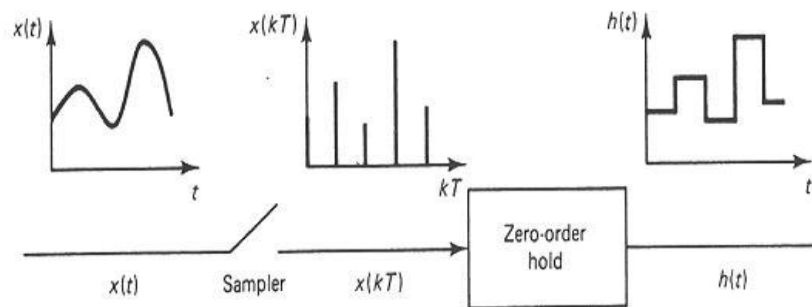 x(t)
t
x(kT)
kT
h(t)
t
x(t)
Sampler
x(kT)
Zero-order
hold
h(t)